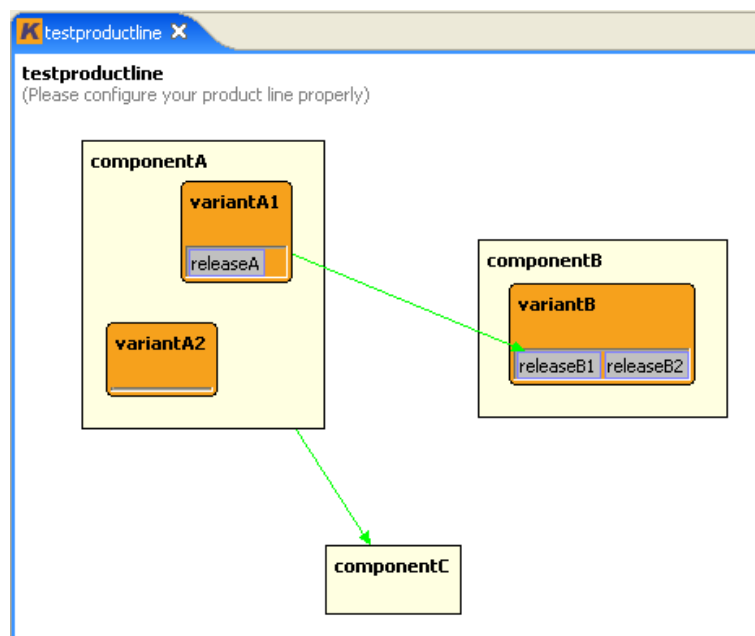 K testproductline
testproductline
(Please configure your product line properly)
componentA
variantA1
releaseA
variantA2
componentB
variantB
releaseB1 releaseB2
componentC